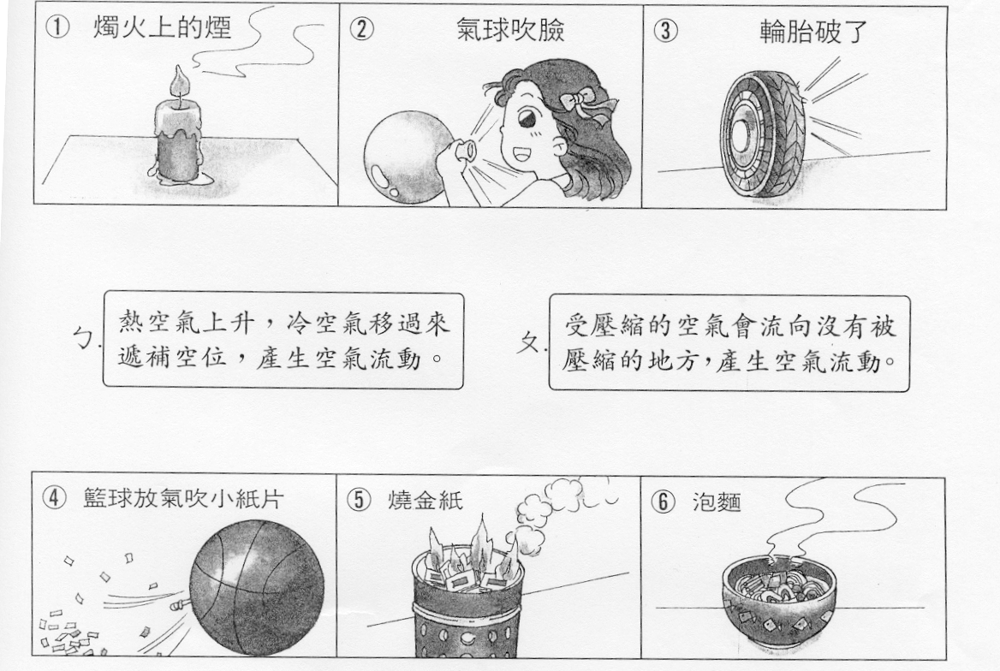 ① 燭火上的煙
② 氣球吹臉
③ 輪胎破了
ㄅ. 熱空氣上升，冷空氣移過來
遞補空位，產生空氣流動。
ㄆ. 受壓縮的空氣會流向沒有被
壓縮的地方，產生空氣流動。
④ 籃球放氣吹小紙片
⑤ 燒金紙
⑥ 泡麵